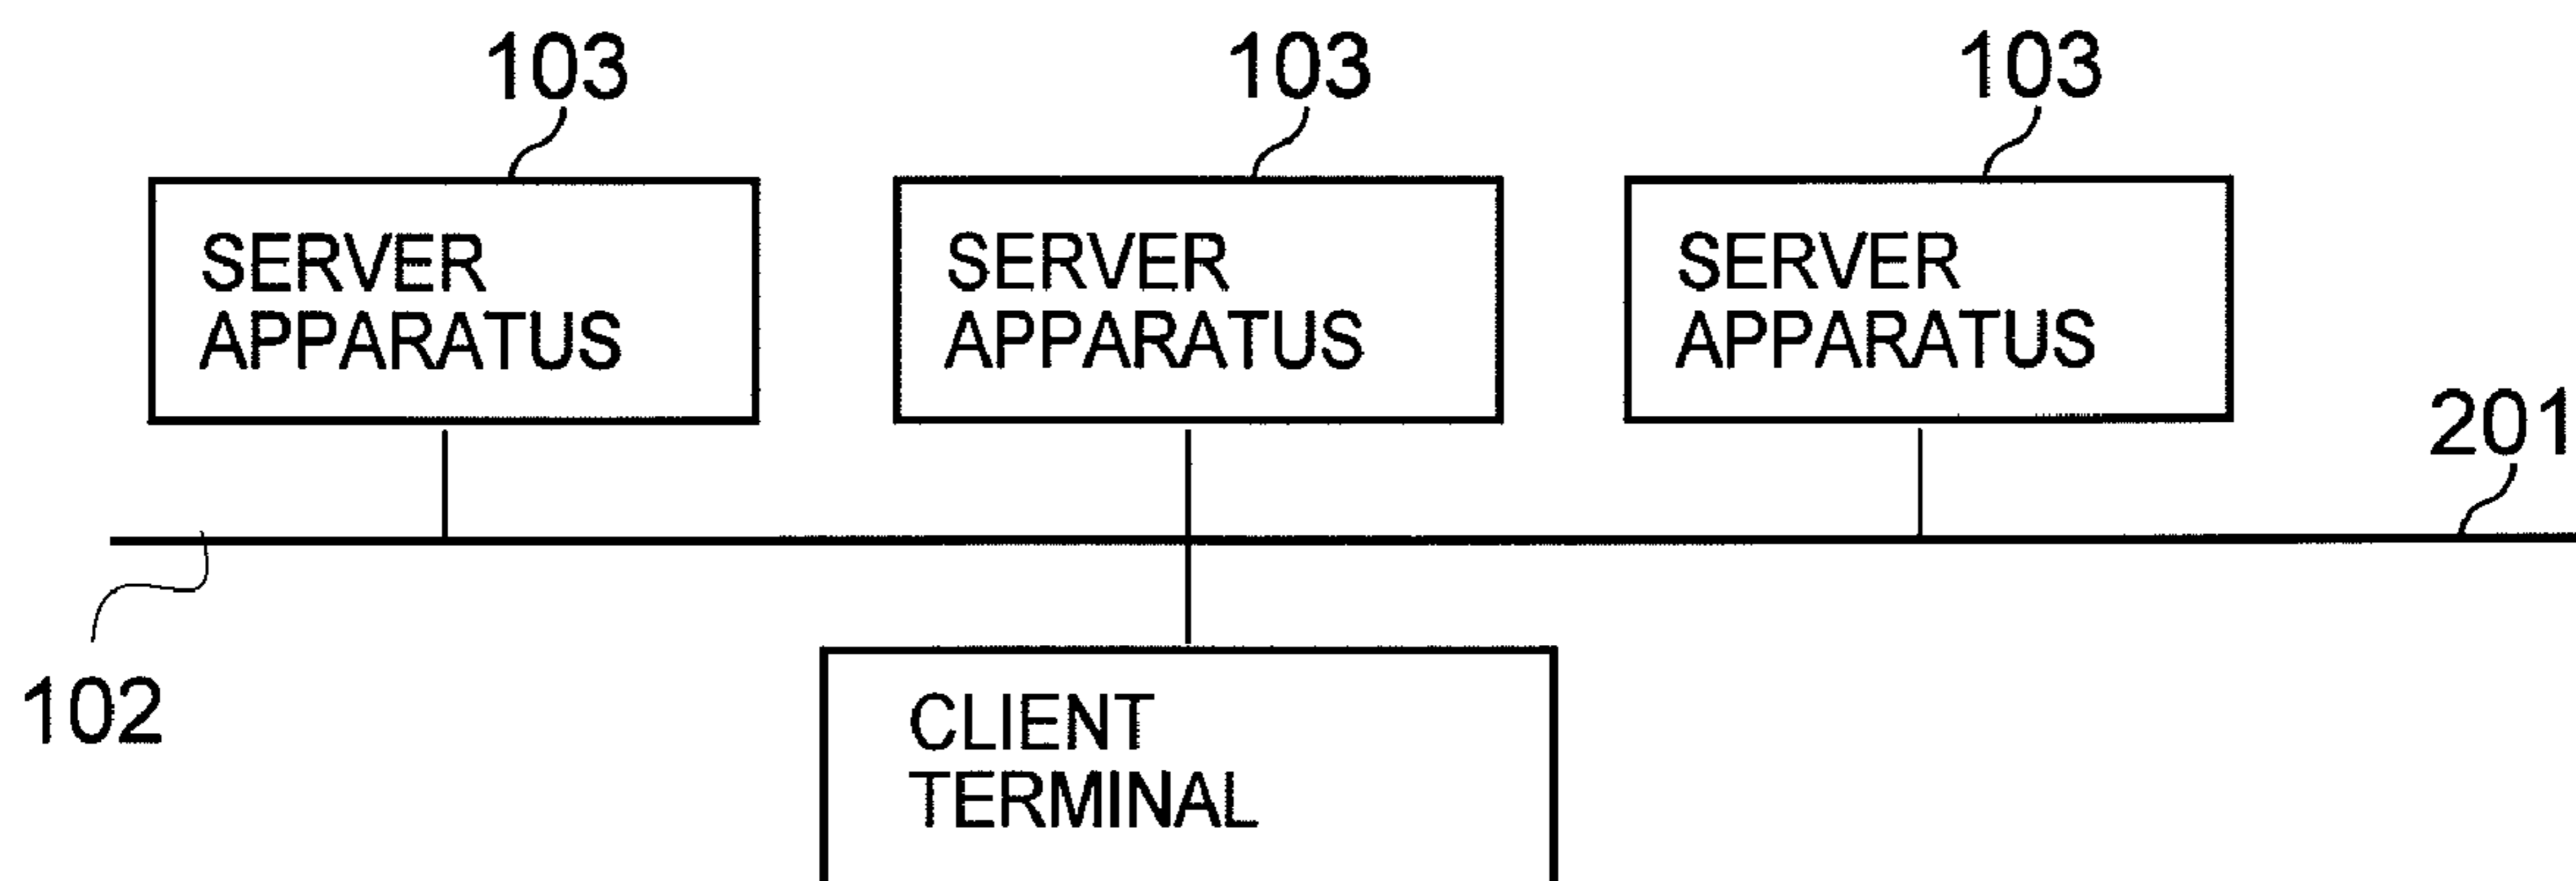 103 103 103
SERVER SERVER SERVER
APPARATUS APPARATUS APPARATUS
201
102
CLIENT
TERMINAL